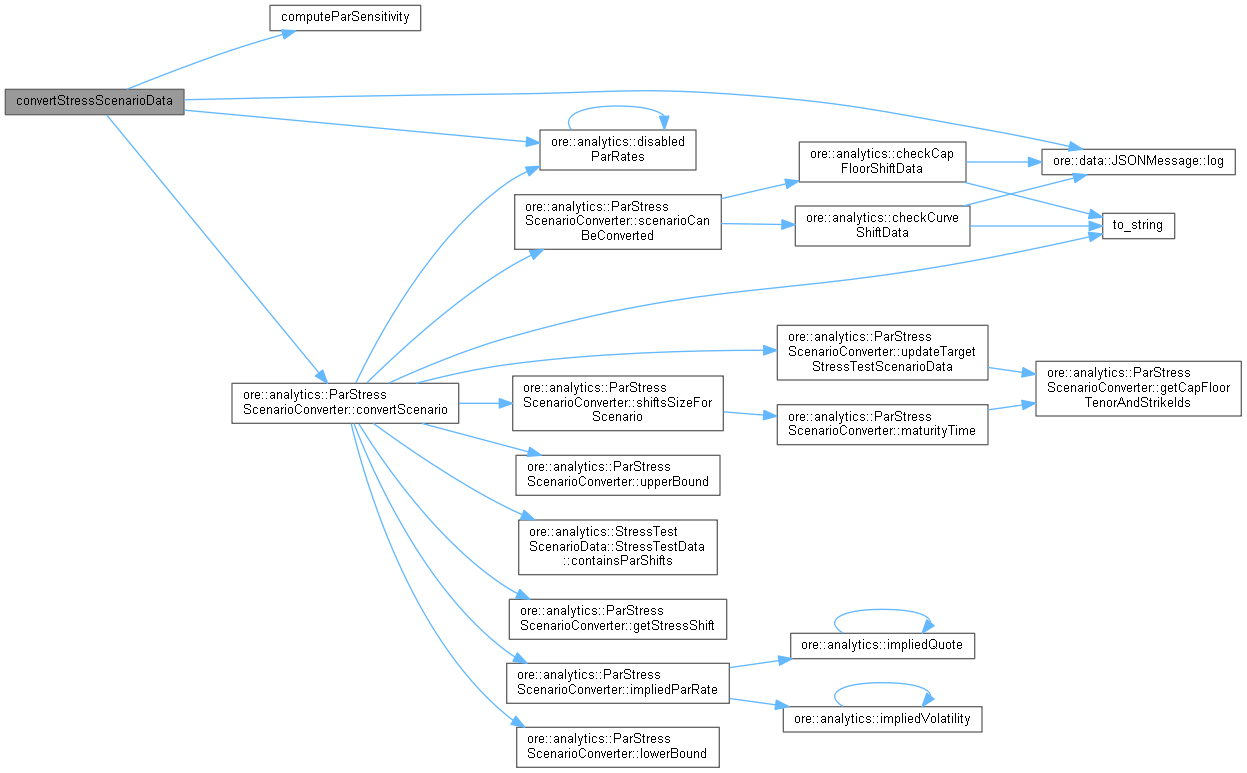 computeParSensitivity
convertStressScenarioData
ore::analytics::disabled
ParRates
ore::analytics::checkCap
FloorShiftData
ore::data::JSONMessage::log
ore::analytics::ParStress
ScenarioConverter::scenarioCan
BeConverted
ore::analytics::checkCurve
ShiftData
to_string
ore::analytics::ParStress
ScenarioConverter::updateTarget
StressTestScenarioData
ore::analytics::ParStress
ScenarioConverter::getCapFloor
TenorAndStrikeIds
ore::analytics::ParStress
ScenarioConverter::convertScenario
ore::analytics::ParStress
ScenarioConverter::shiftsSizeFor
Scenario
ore::analytics::ParStress
ScenarioConverter::maturityTime
ore::analytics::ParStress
ScenarioConverter::upperBound
ore::analytics::StressTest
ScenarioData::StressTestData
::containsParShifts
ore::analytics::ParStress
ScenarioConverter::getStressShift
ore::analytics::impliedQuote
ore::analytics::ParStress
ScenarioConverter::impliedParRate
ore::analytics::impliedVolatility
ore::analytics::ParStress
ScenarioConverter::lowerBound